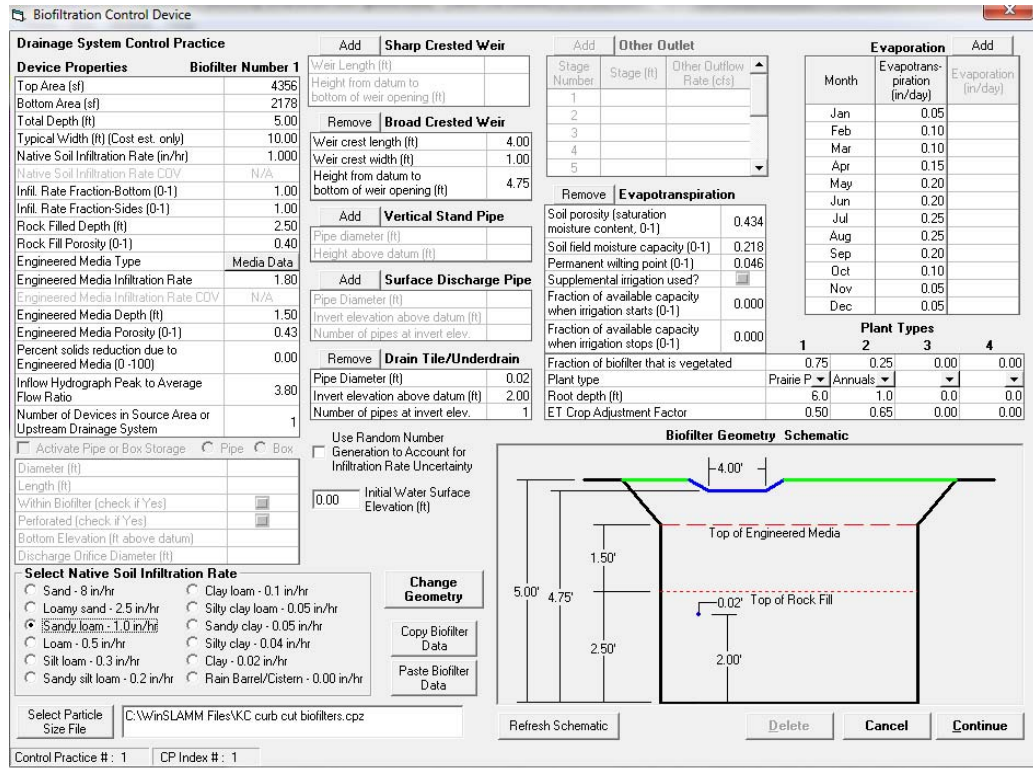 Biofiltration Control Device
Drainage System Control Practice
Device Properties Biofilter Number 1
Top Area (sf) 4356
Bottom Area (sf) 2178
Total Depth (ft) 5.00
Typical Width (ft) (Cost est. only) 10.00
Native Soil Infiltration Rate (in/hr) 1.000
Native Soil Infiltration Rate COV N/A
Infil. Rate Fraction-Bottom (0-1) 1.00
Infil. Rate Fraction-Sides (0-1) 1.00
Rock Filled Depth (ft) 2.50
Rock Fill Porosity (0-1) 0.40
Engineered Media Type Media Data
Engineered Media Infiltration Rate 1.80
Engineered Media Infiltration Rate COV N/A
Engineered Media Depth (ft) 1.50
Engineered Media Porosity (0-1) 0.43
Percent solids reduction due to
Engineered Media (0 -100) 0.00
Inflow Hydrograph Peak to Average
Flow Ratio 3.80
Number of Devices in Source Area or
Upstream Drainage System 1
Activate Pipe or Box Storage Pipe Box
Diameter (ft)
Length (ft)
Within Biofilter (check if Yes)
Perforated (check if Yes)
Bottom Elevation (ft above datum)
Discharge Orifice Diameter (ft)
Select Native Soil Infiltration Rate
Sand - 8 in/hr Clay loam - 0.1 in/hr
Loamy sand - 2.5 in/hr Silty clay loam - 0.05 in/hr
Sandy loam - 1.0 in/hr Sandy clay - 0.05 in/hr
Loam - 0.5 in/hr Silty clay - 0.04 in/hr
Silt loam - 0.3 in/hr Clay - 0.02 in/hr
Sandy silt loam - 0.2 in/hr Rain Barrel/Cistern - 0.00 in/hr
Select Particle
Size File
C:\WinSLAMM Files\KC curb cut biofilters.cpz
Control Practice # : 1 CP Index # : 1
Add Sharp Crested Weir
Weir Length (ft)
Height from datum to
bottom of weir opening (ft)
Remove Broad Crested Weir
Weir crest length (ft) 4.00
Weir crest width (ft) 1.00
Height from datum to
bottom of weir opening (ft) 4.75
Add Vertical Stand Pipe
Pipe diameter (ft)
Height above datum (ft)
Add Surface Discharge Pipe
Pipe Diameter (ft)
Invert elevation above datum (ft)
Number of pipes at invert elev.
Remove Drain Tile/Underdrain
Pipe Diameter (ft) 0.02
Invert elevation above datum (ft) 2.00
Number of pipes at invert elev. 1
Use Random Number
Generation to Account for
Infiltration Rate Uncertainty
0.00 Initial Water Surface
Elevation (ft)
Change
Geometry
Copy Biofilter
Data
Paste Biofilter
Data
Add Other Outlet
Stage
Number Stage (ft) Other Outflow
Rate (cfs)
1
2
3
4
5
Remove Evapotranspiration
Soil porosity (saturation
moisture content, 0-1) 0.434
Soil field moisture capacity (0-1) 0.218
Permanent wilting point (0-1) 0.046
Supplemental irrigation used?
Fraction of available capacity
when irrigation starts (0-1) 0.000
Fraction of available capacity
when irrigation stops (0-1) 0.000
Evaporation Add
Month Evapotrans-
piration
(in/day) Evaporation
(in/day)
Jan 0.05
Feb 0.10
Mar 0.10
Apr 0.15
May 0.20
Jun 0.20
Jul 0.25
Aug 0.25
Sep 0.20
Oct 0.10
Nov 0.05
Dec 0.05
Plant Types
1 2 3 4
Fraction of biofilter that is vegetated 0.75 0.25 0.00 0.00
Plant type Prairie P Annuals
Root depth (ft) 6.0 1.0 0.0 0.0
ET Crop Adjustment Factor 0.50 0.65 0.00 0.00
Biofilter Geometry Schematic
4.00'
Top of Engineered Media
1.50'
5.00' 4.75'
0.02' Top of Rock Fill
2.50'
2.00'
Refresh Schematic Delete Cancel Continue